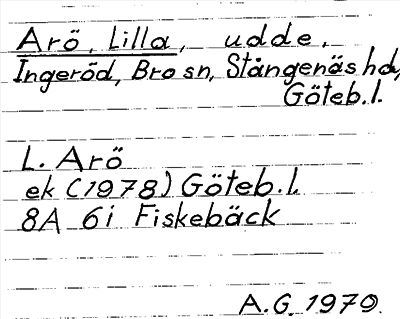 Arö, Lilla, udde.
Ingeröd, Bro sn, Stångenäs hd,
Göteb.l.
L. Arö
ek (1978) Göteb.l.
8A 6i Fiskebäck
A.G. 1979.